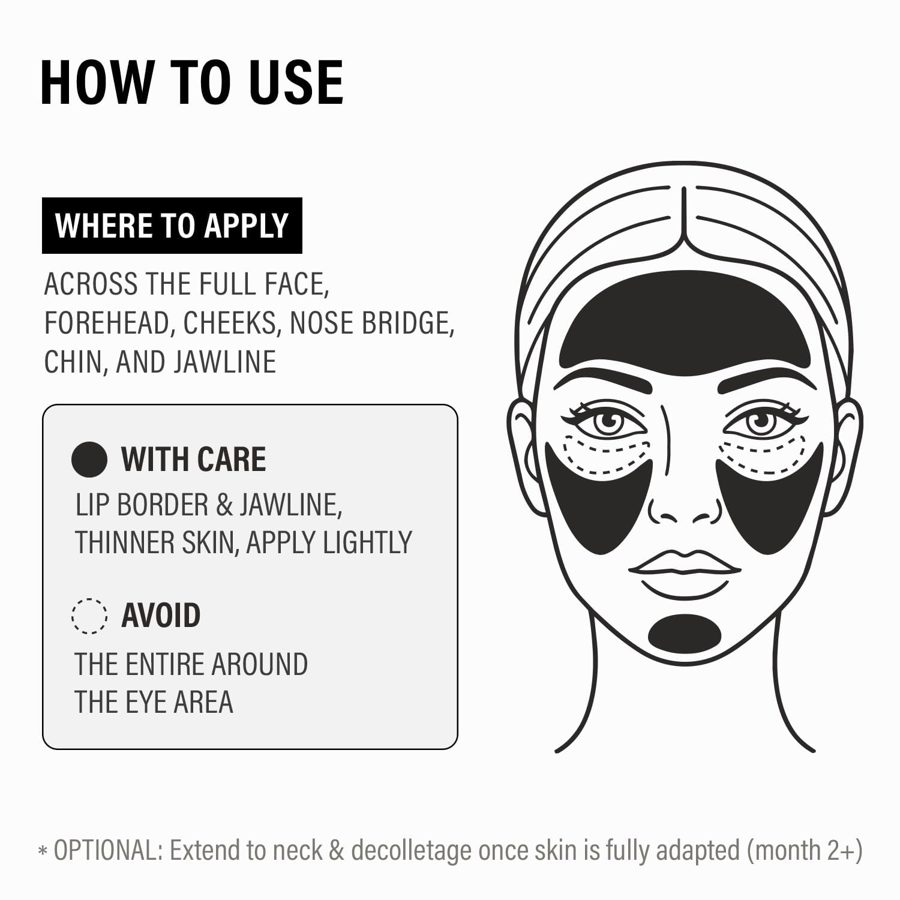 HOW TO USE
WHERE TO APPLY
ACROSS THE FULL FACE,
FOREHEAD, CHEEKS, NOSE BRIDGE,
CHIN, AND JAWLINE
WITH CARE
LIP BORDER & JAWLINE,
THINNER SKIN, APPLY LIGHTLY
AVOID
THE ENTIRE AROUND
THE EYE AREA
* OPTIONAL: Extend to neck & decolletage once skin is fully adapted (month 2+)